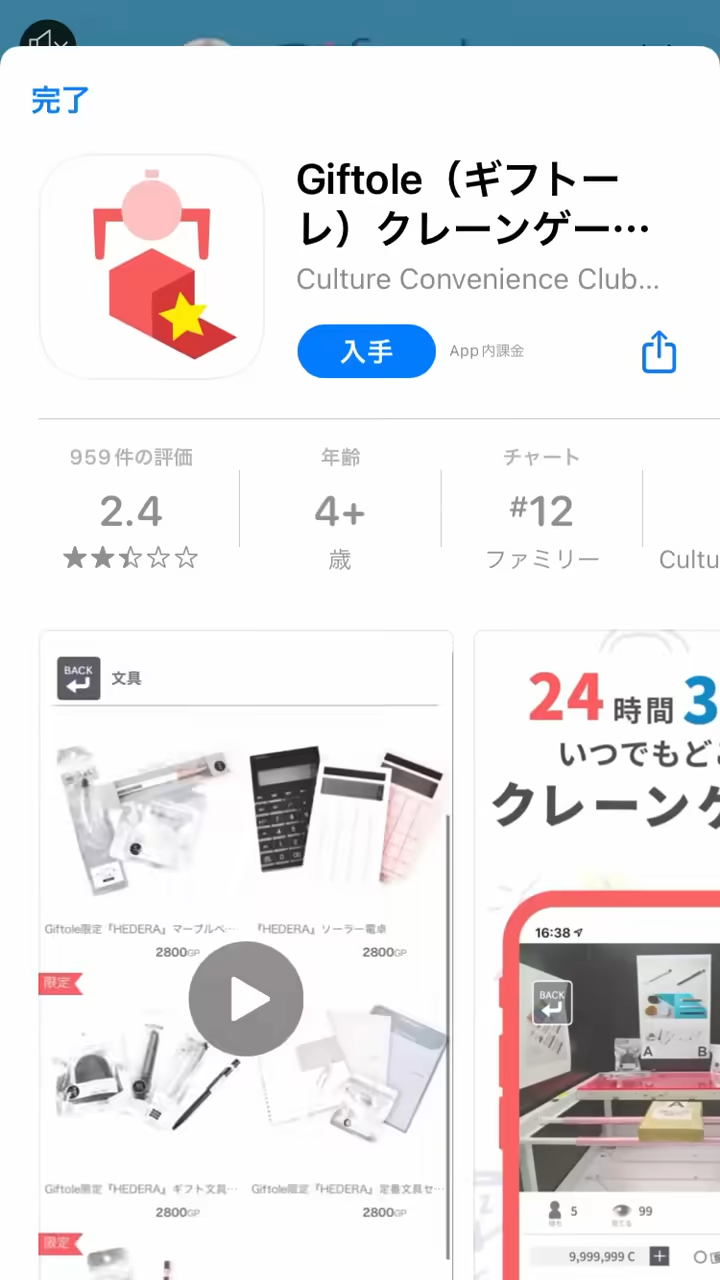 完了
Giftole（ギフトー
レ）クレーンゲー…
Culture Convenience Club...
入手
App内課金
959件の評価
2.4
年齢
4+
歳
チャート
#12
ファミリー
Cultu
BACK
文具
Giftole限定『HEDERA』マーブルペ…
2800GP
『HEDERA』ソーラー電卓
2800GP
限定
Giftole限定『HEDERA』ギフト文具…
2800GP
Giftole限定『HEDERA』定番文具セ…
2800GP
限定
24時間3
いつでもどこ
クレーンゲ
16:38
BACK
A
B
5
99
9,999,999 C